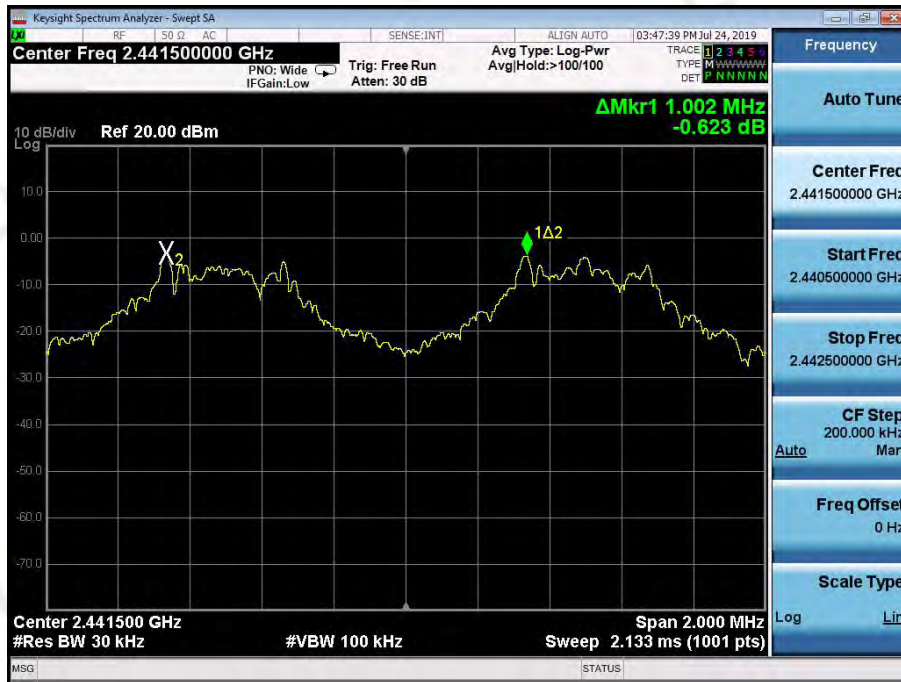 Keysight Spectrum Analyzer - Swept SA
LXI RF 50 Ω AC SENSE:INT ALIGN AUTO 03:47:39 PM Jul 24, 2019
Center Freq 2.441500000 GHz
PNO: Wide
IFGain:Low
Trig: Free Run
Atten: 30 dB
Avg Type: Log-Pwr
Avg|Hold:>100/100
TRACE 1 2 3 4 5 6
TYPE M WWWWW
DET P N N N N N
ΔMkr1 1.002 MHz
-0.623 dB
10 dB/div Ref 20.00 dBm
Log
10.0
0.00
-10.0
-20.0
-30.0
-40.0
-50.0
-60.0
-70.0
X2
1Δ2
Center 2.441500 GHz Span 2.000 MHz
#Res BW 30 kHz #VBW 100 kHz Sweep 2.133 ms (1001 pts)
MSG STATUS
Frequency
Auto Tune
Center Freq
2.441500000 GHz
Start Freq
2.440500000 GHz
Stop Freq
2.442500000 GHz
CF Step
200.000 kHz
Auto Man
Freq Offset
0 Hz
Scale Type
Log Lin